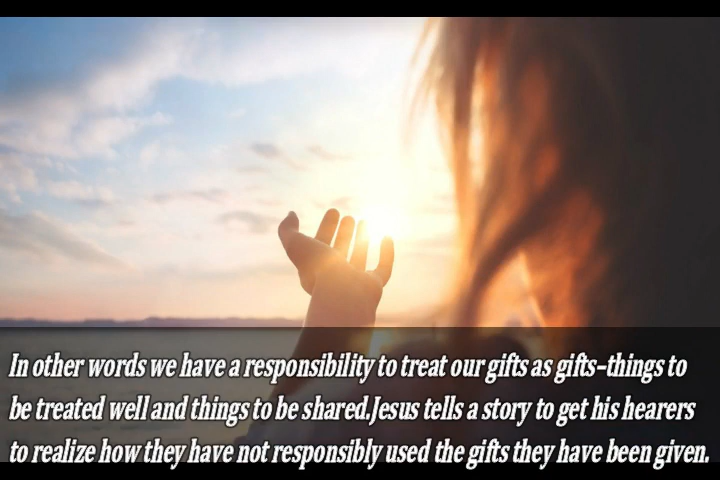 In other words we have a responsibility to treat our gifts as gifts-things to
be treated well and things to be shared.Jesus tells a story to get his hearers
to realize how they have not responsibly used the gifts they have been given.